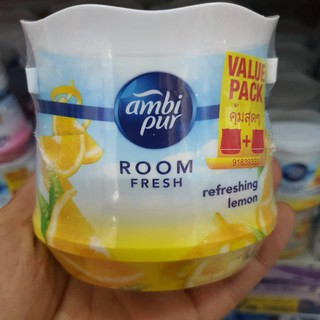 ambi
pur
ROOM
FRESH
refreshing
lemon
VALUE
PACK
คุ้มสุดๆ
+